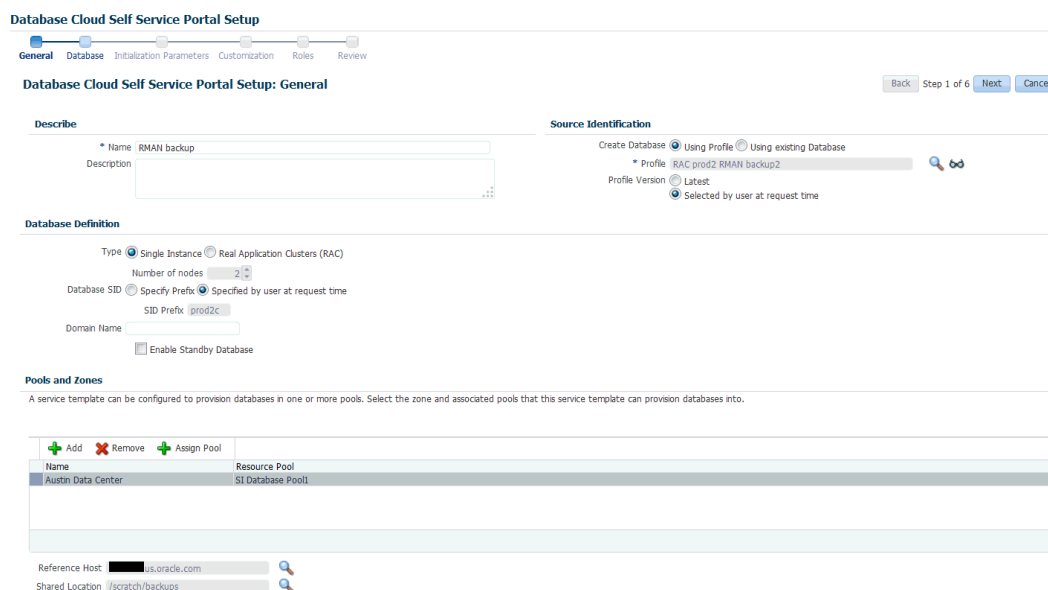 Database Cloud Self Service Portal Setup
General Database Initialization Parameters Customization Roles Review
Database Cloud Self Service Portal Setup: General
Back Step 1 of 6 Next Cance
Describe
* Name RMAN backup
Description
Source Identification
Create Database Using Profile Using existing Database
* Profile RAC prod2 RMAN backup2
Profile Version Latest
Selected by user at request time
Database Definition
Type Single Instance Real Application Clusters (RAC)
Number of nodes 2
Database SID Specify Prefix Specified by user at request time
SID Prefix prod2c
Domain Name
Enable Standby Database
Pools and Zones
A service template can be configured to provision databases in one or more pools. Select the zone and associated pools that this service template can provision databases into.
Add Remove Assign Pool
Name Resource Pool
Austin Data Center SI Database Pool1
Reference Host us.oracle.com
Shared Location /scratch/backups